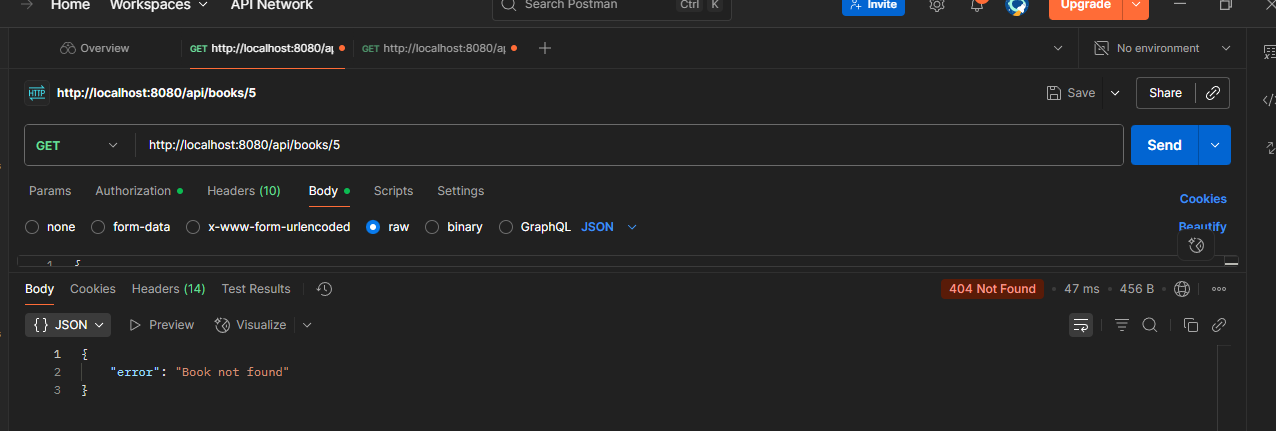 Home Workspaces API Network Search Postman Ctrl K Invite Upgrade
Overview GET http://localhost:8080/a GET http://localhost:8080/a No environment
HTTP http://localhost:8080/api/books/5 Save Share
GET http://localhost:8080/api/books/5 Send
Params Authorization Headers (10) Body Scripts Settings Cookies
none form-data x-www-form-urlencoded raw binary GraphQL JSON Beautify
1 {
Body Cookies Headers (14) Test Results 404 Not Found 47 ms 456 B
{} JSON Preview Visualize
1 {
2 "error": "Book not found"
3 }